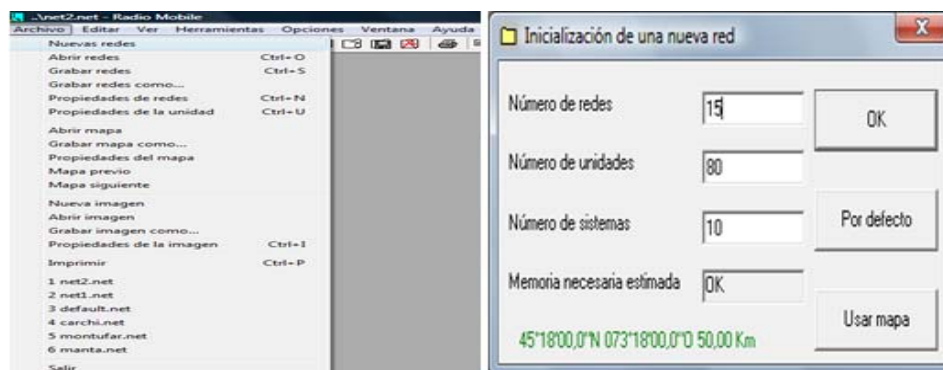 ..\net2.net - Radio Mobile
Archivo Editar Ver Herramientas Opciones Ventana Ayuda
Nuevas redes
Abrir redes Ctrl+O
Grabar redes Ctrl+S
Grabar redes como...
Propiedades de redes Ctrl+N
Propiedades de la unidad Ctrl+U
Abrir mapa
Grabar mapa como...
Propiedades del mapa
Mapa previo
Mapa siguiente
Nueva imagen
Abrir imagen
Grabar imagen como...
Propiedades de la imagen Ctrl+I
Imprimir Ctrl+P
1 net2.net
2 net1.net
3 default.net
4 carchi.net
5 montufar.net
6 manta.net
Salir
Inicialización de una nueva red
Número de redes 15
OK
Número de unidades 80
Número de sistemas 10
Por defecto
Memoria necesaria estimada OK
Usar mapa
45°18'00,0"N 073°18'00,0"O 50,00 Km